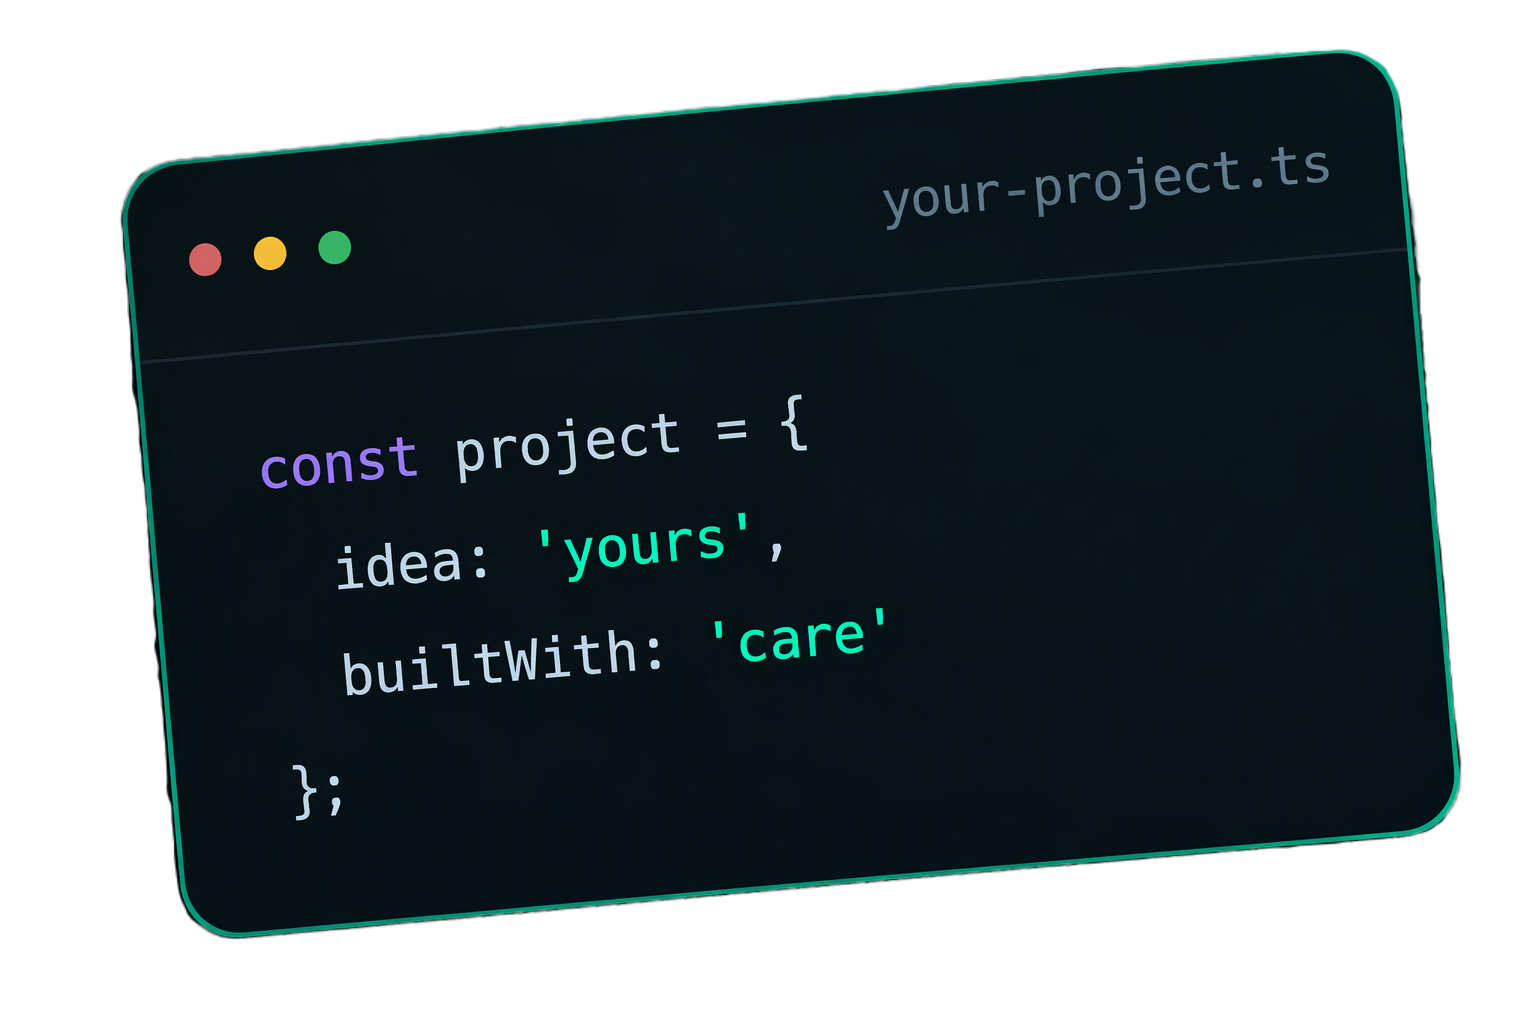 your-project.ts
const project = {
idea: 'yours',
builtWith: 'care'
};